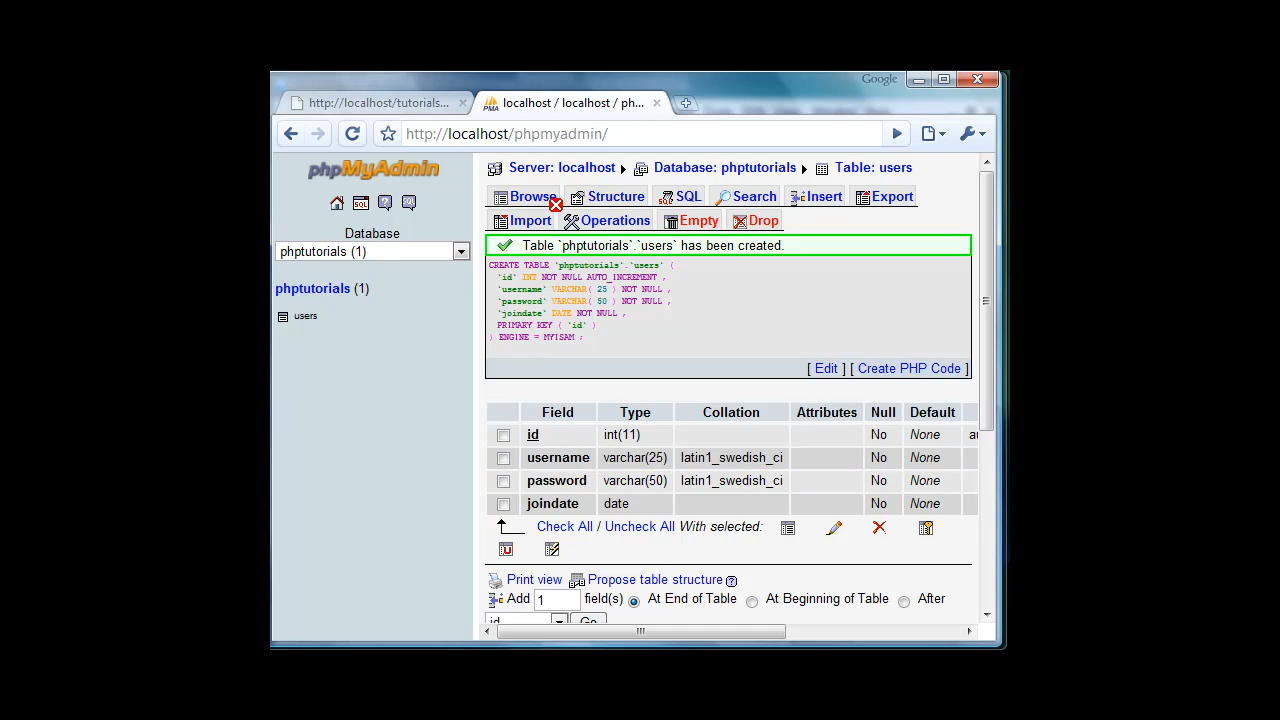 Google
http://localhost/tutorials...
PMA localhost / localhost / ph...
http://localhost/phpmyadmin/
phpMyAdmin
Server: localhost Database: phptutorials Table: users
SQL
Browse Structure SQL Search Insert Export
Database
Import Operations Empty Drop
phptutorials (1)
Table `phptutorials`.`users` has been created.
CREATE TABLE `phptutorials`.`users` (
`id` INT NOT NULL AUTO_INCREMENT ,
`username` VARCHAR( 25 ) NOT NULL ,
phptutorials (1)
`password` VARCHAR( 50 ) NOT NULL ,
`joindate` DATE NOT NULL ,
users
PRIMARY KEY ( `id` )
) ENGINE = MYISAM ;
[ Edit ] [ Create PHP Code ]
Field Type Collation Attributes Null Default
id int(11) No None au
username varchar(25) latin1_swedish_ci No None
password varchar(50) latin1_swedish_ci No None
joindate date No None
Check All / Uncheck All With selected:
Print view Propose table structure
Add 1 field(s) At End of Table At Beginning of Table After
id Go